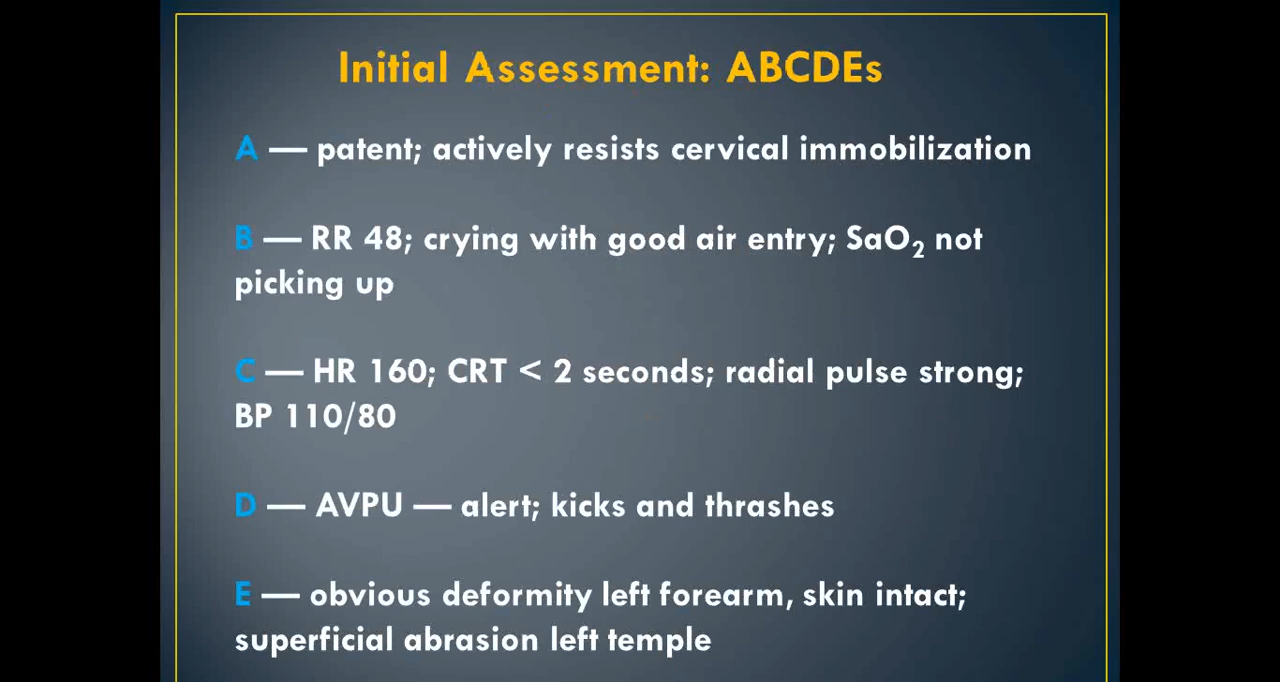 Initial Assessment: ABCDEs
A — patent; actively resists cervical immobilization
B — RR 48; crying with good air entry; SaO₂ not
picking up
C — HR 160; CRT < 2 seconds; radial pulse strong;
BP 110/80
D — AVPU — alert; kicks and thrashes
E — obvious deformity left forearm, skin intact;
superficial abrasion left temple